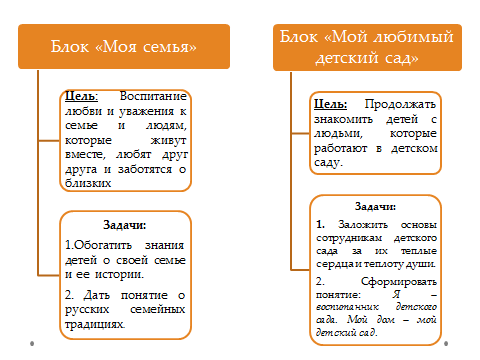 Блок «Моя семья»
Цель: Воспитание
любви и уважения к
семье и людям,
которые живут
вместе, любят друг
друга и заботятся о
близких
Задачи:
1.Обогатить знания
детей о своей семье
и ее истории.
2. Дать понятие о
русских семейных
традициях.
Блок «Мой любимый
детский сад»
Цель: Продолжать
знакомить детей с
людьми, которые
работают в детском
саду.
Задачи:
1. Заложить основы
сотрудникам детского
сада за их теплые
сердца и теплоту души.
2. Сформировать
понятие: Я –
воспитанник детского
сада. Мой дом – мой
детский сад.